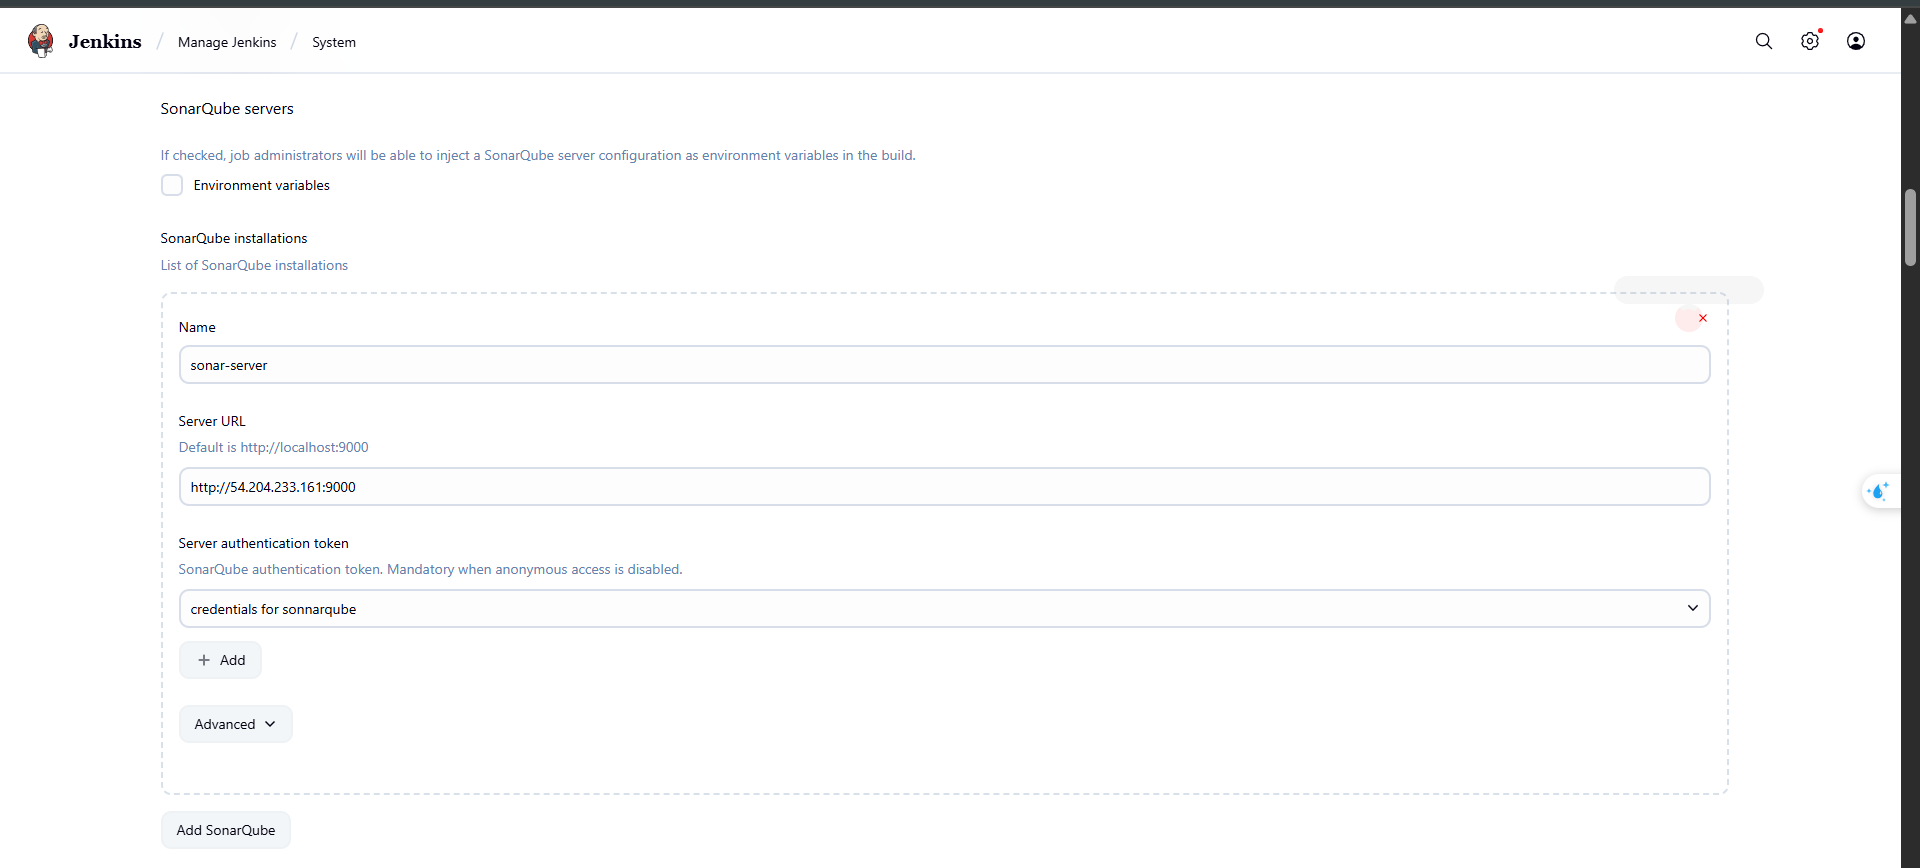 Jenkins / Manage Jenkins / System
SonarQube servers
If checked, job administrators will be able to inject a SonarQube server configuration as environment variables in the build.
Environment variables
SonarQube installations
List of SonarQube installations
Name
sonar-server
Server URL
Default is http://localhost:9000
http://54.204.233.161:9000
Server authentication token
SonarQube authentication token. Mandatory when anonymous access is disabled.
credentials for sonnarqube
+ Add
Advanced
Add SonarQube